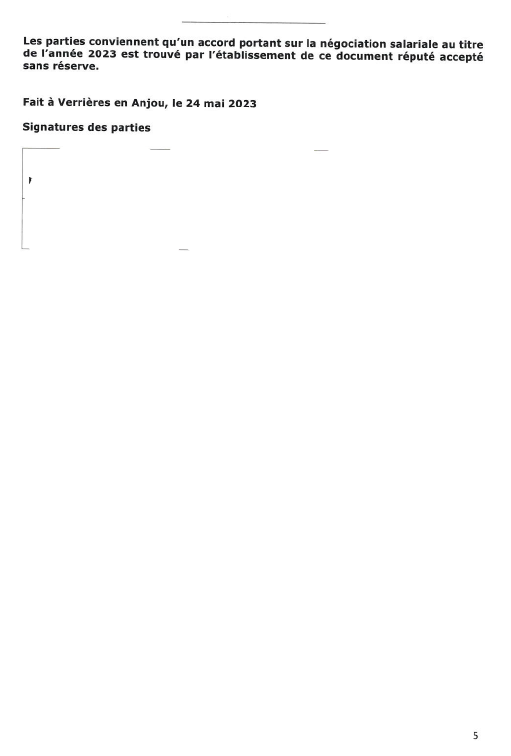 Les parties conviennent qu'un accord portant sur la négociation salariale au titre
de l'année 2023 est trouvé par l'établissement de ce document réputé accepté
sans réserve.
Fait à Verrières en Anjou, le 24 mai 2023
Signatures des parties
5